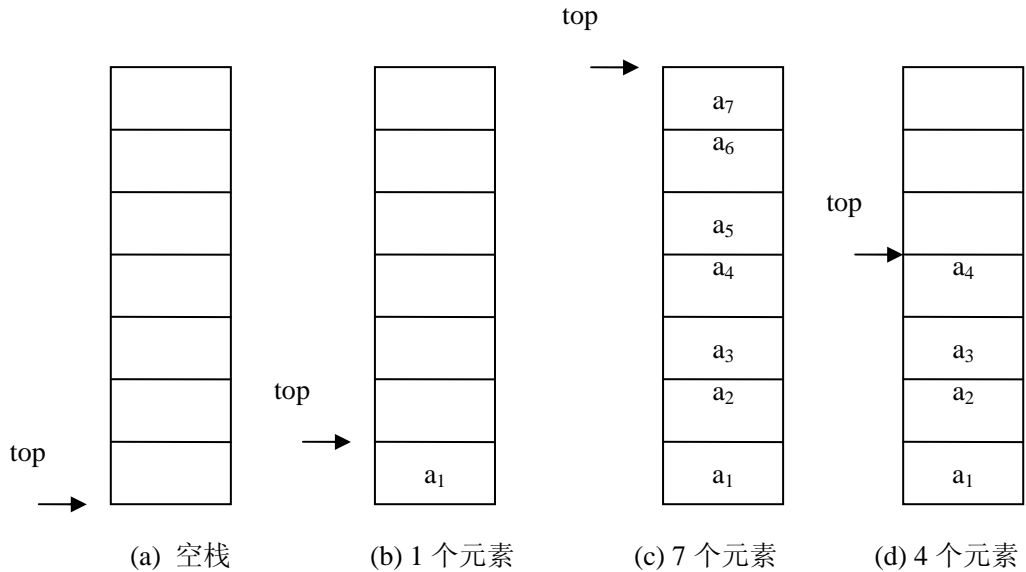 top
a₇
a₆
a₅
top
a₄
a₄
a₃
a₃
top
a₂
a₂
top
a₁
a₁
a₁
(a) 空栈
(b) 1 个元素
(c) 7 个元素
(d) 4 个元素